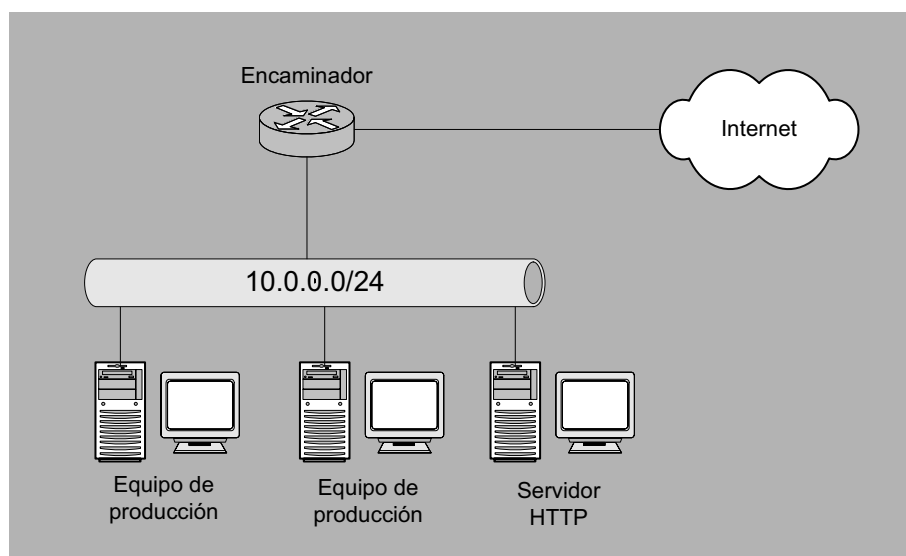 Encaminador
Internet
10.0.0.0/24
Equipo de
producción
Equipo de
producción
Servidor
HTTP